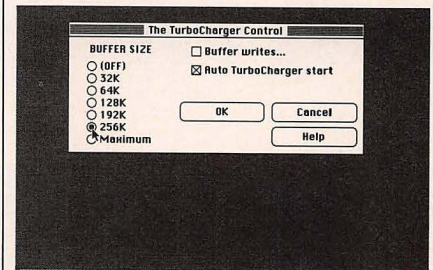 The TurboCharger Control
BUFFER SIZE
(OFF)
32K
64K
128K
192K
256K
Maximum
Buffer writes...
Auto TurboCharger start
OK
Cancel
Help